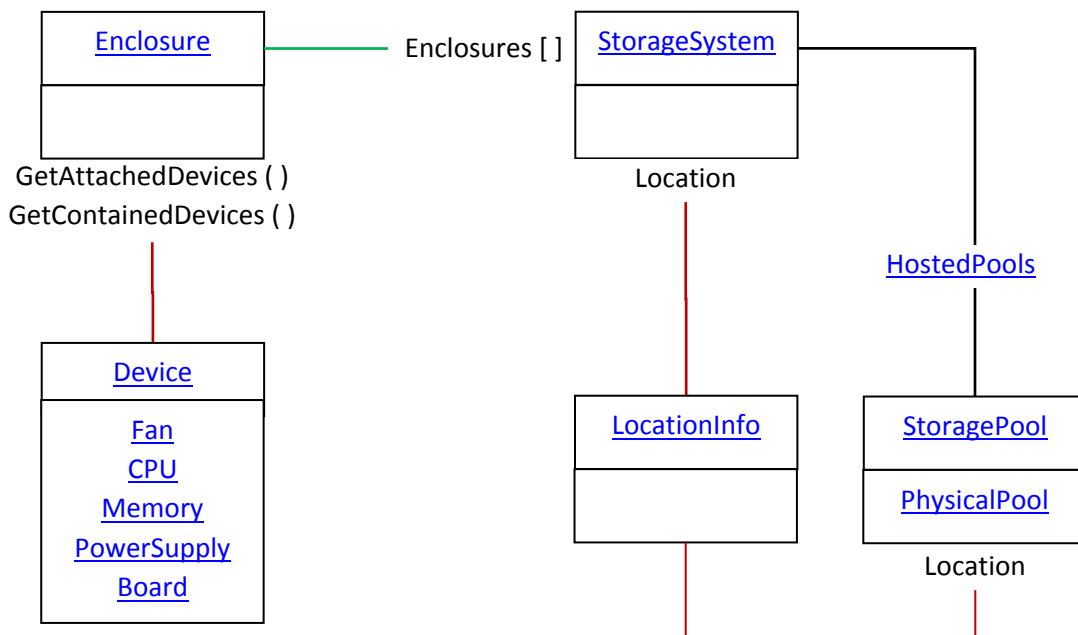 Enclosure
Enclosures [ ]
StorageSystem
GetAttachedDevices ( )
GetContainedDevices ( )
Location
HostedPools
Device
Fan
CPU
Memory
PowerSupply
Board
LocationInfo
StoragePool
PhysicalPool
Location